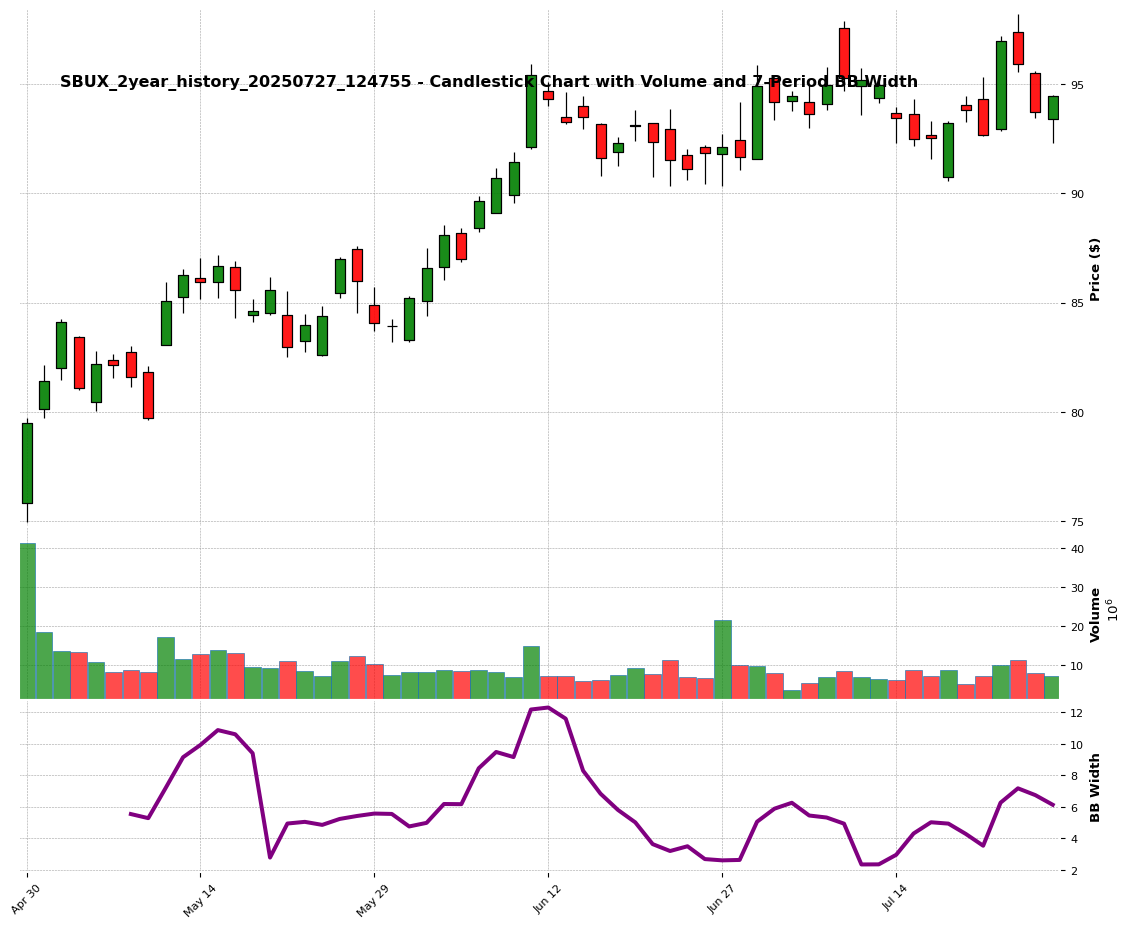 SBUX_2year_history_20250727_124755 - Candlestick Chart with Volume and 7-Period BB Width
95
90
85
80
75
Price ($)
40
30
20
10
Volume
10^6
12
10
8
6
4
2
BB Width
Apr 30
May 14
May 29
Jun 12
Jun 27
Jul 14